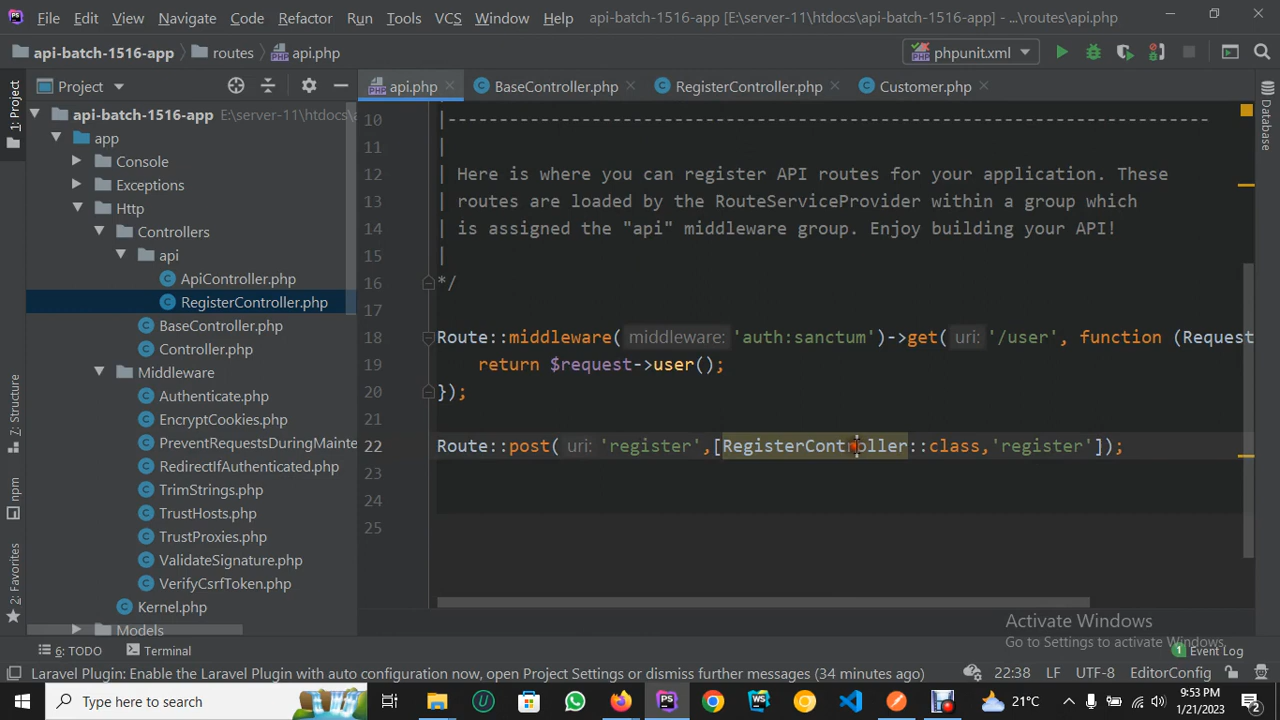 File Edit View Navigate Code Refactor Run Tools VCS Window Help api-batch-1516-app [E:\server-11\htdocs\api-batch-1516-app] - ...\routes\api.php
api-batch-1516-app routes api.php phpunit.xml
1: Project
Project
api.php BaseController.php RegisterController.php Customer.php
Database
api-batch-1516-app E:\server-11\htdocs
app
Console
Exceptions
Http
Controllers
api
ApiController.php
RegisterController.php
BaseController.php
Controller.php
Middleware
Authenticate.php
EncryptCookies.php
PreventRequestsDuringMainte
RedirectIfAuthenticated.php
TrimStrings.php
TrustHosts.php
TrustProxies.php
ValidateSignature.php
VerifyCsrfToken.php
Kernel.php
Models
7: Structure
npm
2: Favorites
10 |--------------------------------------------------------------------------
11 |
12 | Here is where you can register API routes for your application. These
13 | routes are loaded by the RouteServiceProvider within a group which
14 | is assigned the "api" middleware group. Enjoy building your API!
15 |
16 */
17
18 Route::middleware( middleware: 'auth:sanctum')->get( uri: '/user', function (Request
19 return $request->user();
20 });
21
22 Route::post( uri: 'register',[RegisterController::class,'register']);
23
24
25
Activate Windows
Go to Settings to activate Windows.
6: TODO Terminal 1 Event Log
Laravel Plugin: Enable the Laravel Plugin with auto configuration now, open Project Settings or dismiss further messages (34 minutes ago) 22:38 LF UTF-8 EditorConfig
Type here to search 21°C 9:53 PM
1/21/2023 2